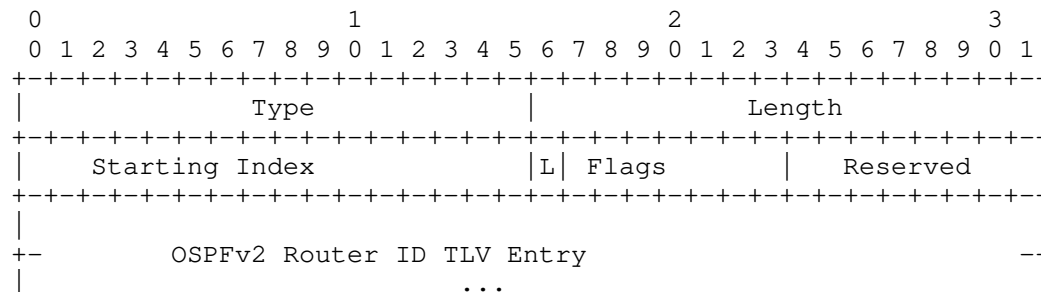 0                   1                   2                   3
 0 1 2 3 4 5 6 7 8 9 0 1 2 3 4 5 6 7 8 9 0 1 2 3 4 5 6 7 8 9 0 1
+-+-+-+-+-+-+-+-+-+-+-+-+-+-+-+-+-+-+-+-+-+-+-+-+-+-+-+-+-+-+-+-+-
|              Type             |             Length
+-+-+-+-+-+-+-+-+-+-+-+-+-+-+-+-+-+-+-+-+-+-+-+-+-+-+-+-+-+-+-+-+-
|    Starting Index             |L| Flags       |   Reserved
+-+-+-+-+-+-+-+-+-+-+-+-+-+-+-+-+-+-+-+-+-+-+-+-+-+-+-+-+-+-+-+-+-
|
+-         OSPFv2 Router ID TLV Entry                          --
|                           ...